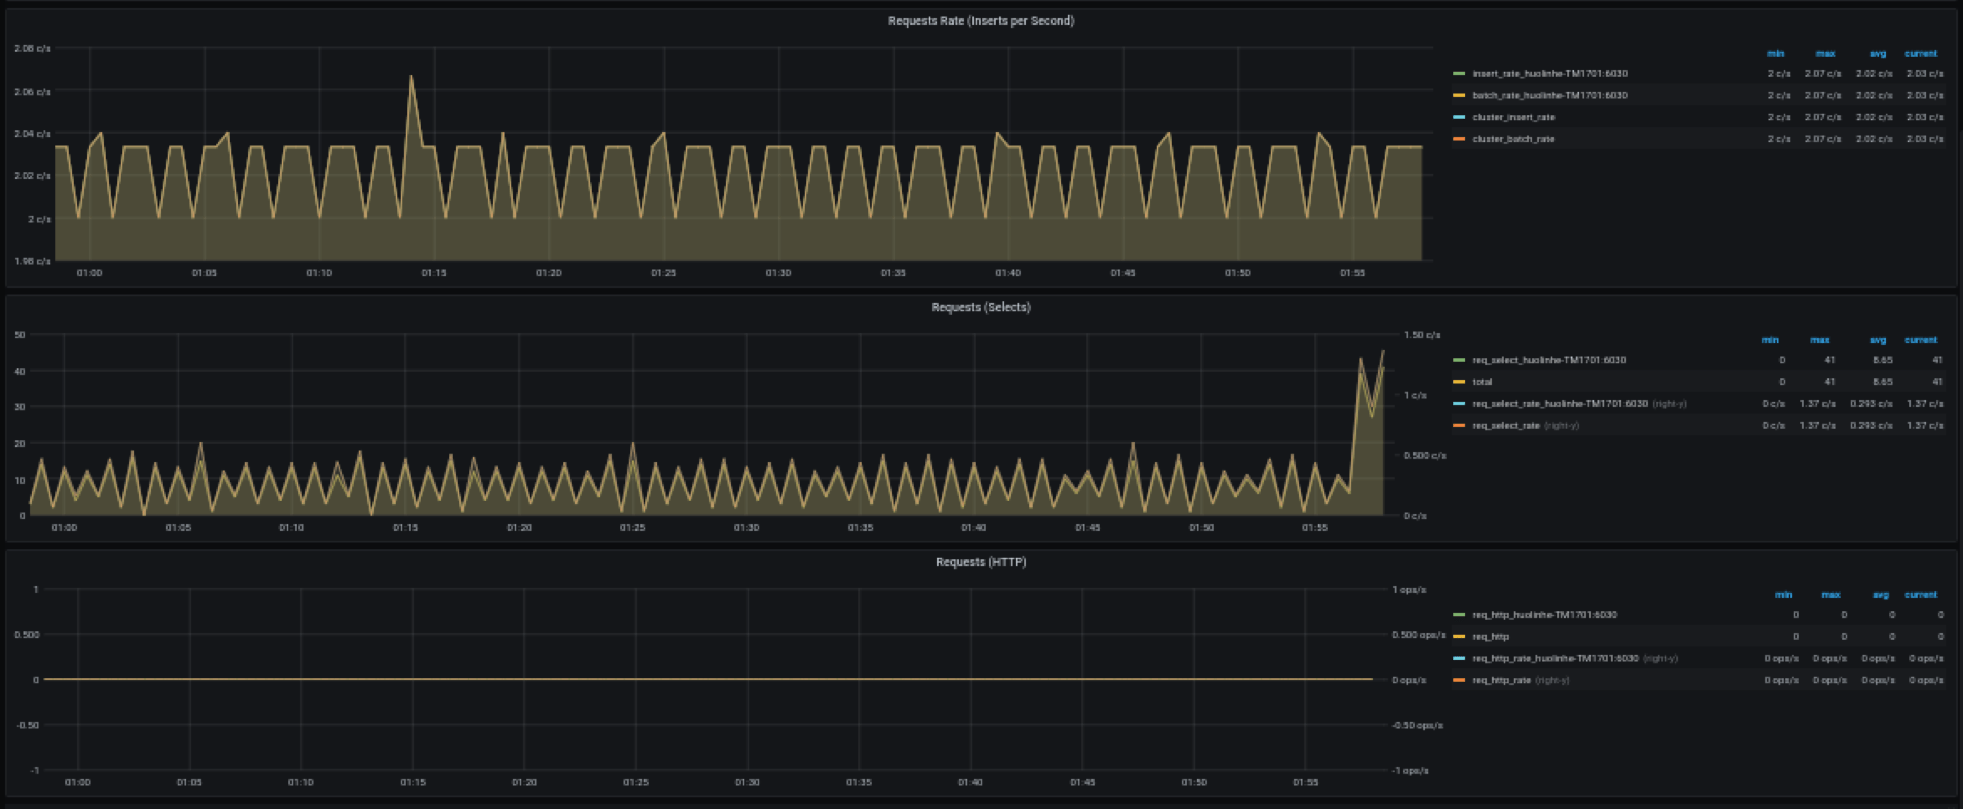 Requests Rate (Inserts per Second)
2.08 c/s
2.06 c/s
2.04 c/s
2.02 c/s
2 c/s
1.98 c/s
01:00 01:05 01:10 01:15 01:20 01:25 01:30 01:35 01:40 01:45 01:50 01:55
min max avg current
insert_rate_huolinhe-TM1701:6030 2 c/s 2.07 c/s 2.02 c/s 2.03 c/s
batch_rate_huolinhe-TM1701:6030 2 c/s 2.07 c/s 2.02 c/s 2.03 c/s
cluster_insert_rate 2 c/s 2.07 c/s 2.02 c/s 2.03 c/s
cluster_batch_rate 2 c/s 2.07 c/s 2.02 c/s 2.03 c/s
Requests (Selects)
50
40
30
20
10
0
1.50 c/s
1 c/s
0.500 c/s
0 c/s
01:00 01:05 01:10 01:15 01:20 01:25 01:30 01:35 01:40 01:45 01:50 01:55
min max avg current
req_select_huolinhe-TM1701:6030 0 41 8.65 41
total 0 41 8.65 41
req_select_rate_huolinhe-TM1701:6030 (right-y) 0 c/s 1.37 c/s 0.293 c/s 1.37 c/s
req_select_rate (right-y) 0 c/s 1.37 c/s 0.293 c/s 1.37 c/s
Requests (HTTP)
1
0.500
0
-0.50
-1
1 ops/s
0.500 ops/s
0 ops/s
-0.50 ops/s
-1 ops/s
01:00 01:05 01:10 01:15 01:20 01:25 01:30 01:35 01:40 01:45 01:50 01:55
min max avg current
req_http_huolinhe-TM1701:6030 0 0 0 0
req_http 0 0 0 0
req_http_rate_huolinhe-TM1701:6030 (right-y) 0 ops/s 0 ops/s 0 ops/s 0 ops/s
req_http_rate (right-y) 0 ops/s 0 ops/s 0 ops/s 0 ops/s